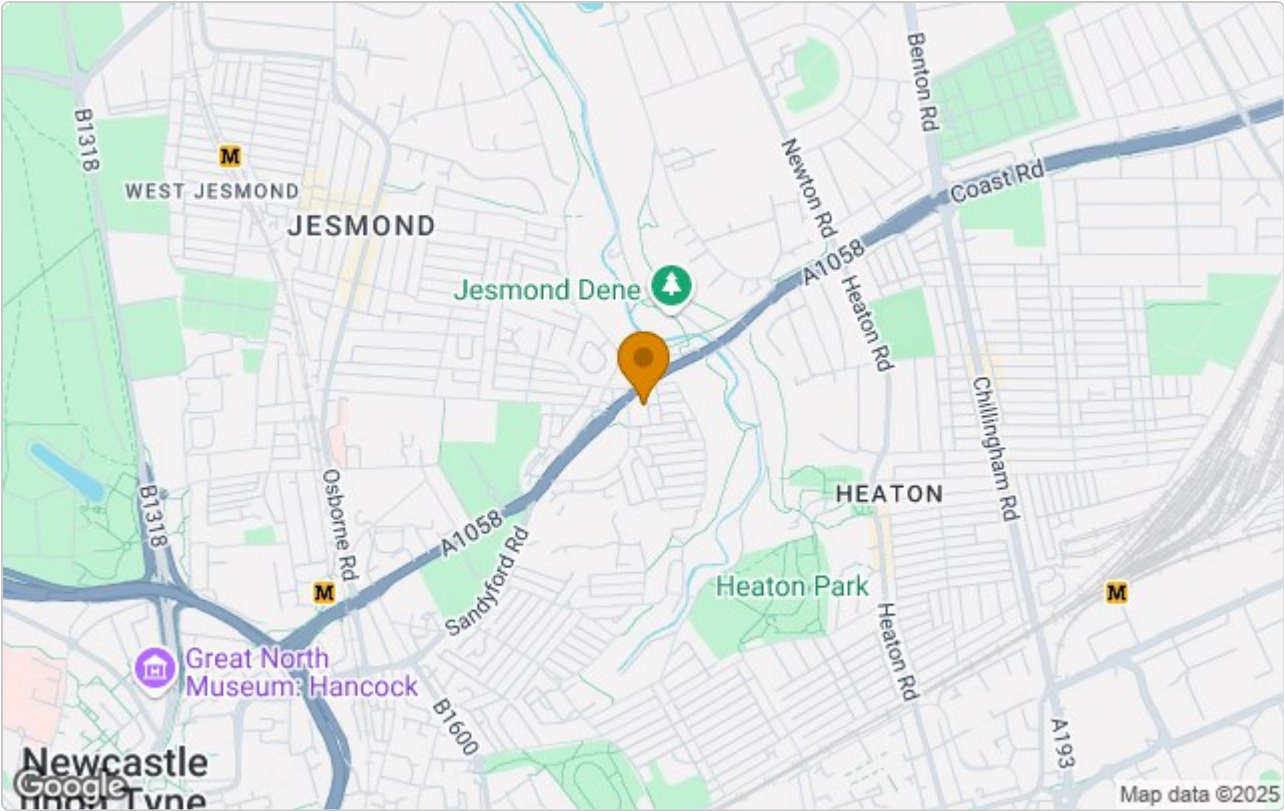 Benton Rd
B1318
Newton Rd
Coast Rd
M
WEST JESMOND
JESMOND
A1058
Jesmond Dene
Heaton Rd
Chillingham Rd
Osborne Rd
B1318
HEATON
A1058
Sandyford Rd
M
M
Heaton Park
Heaton Rd
Great North
Museum: Hancock
B1600
A193
Newcastle
upon Tyne
Google
Map data ©2025